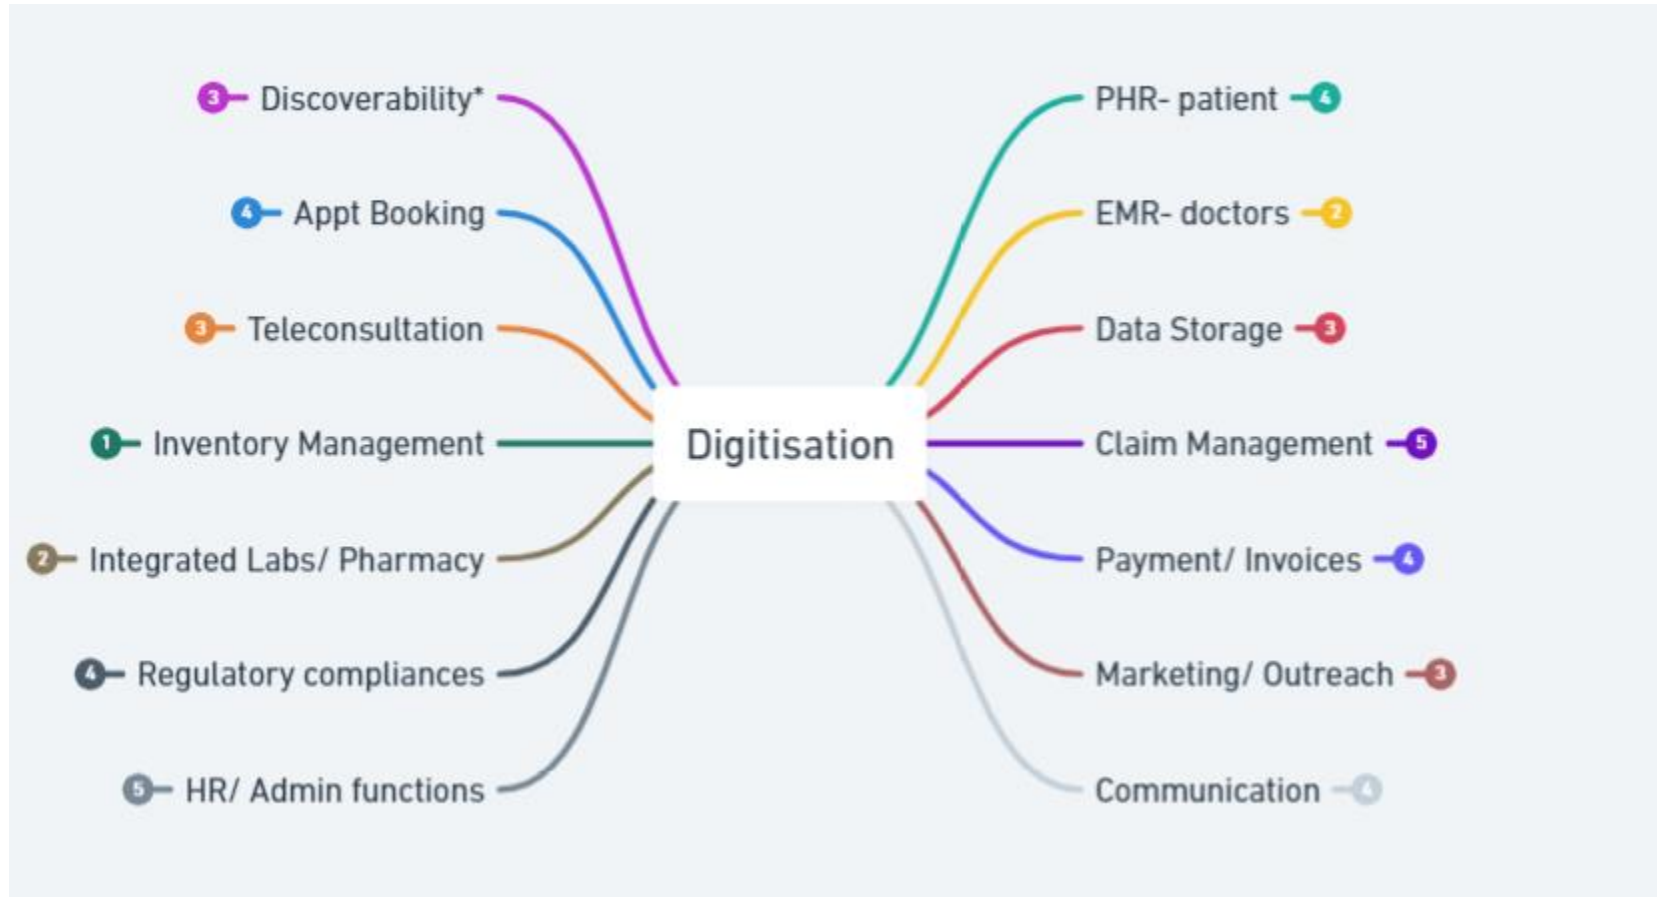 3 Discoverability*
4 Appt Booking
3 Teleconsultation
1 Inventory Management
2 Integrated Labs/ Pharmacy
4 Regulatory compliances
5 HR/ Admin functions
Digitisation
PHR- patient 4
EMR- doctors 2
Data Storage 3
Claim Management 5
Payment/ Invoices 4
Marketing/ Outreach 3
Communication 4